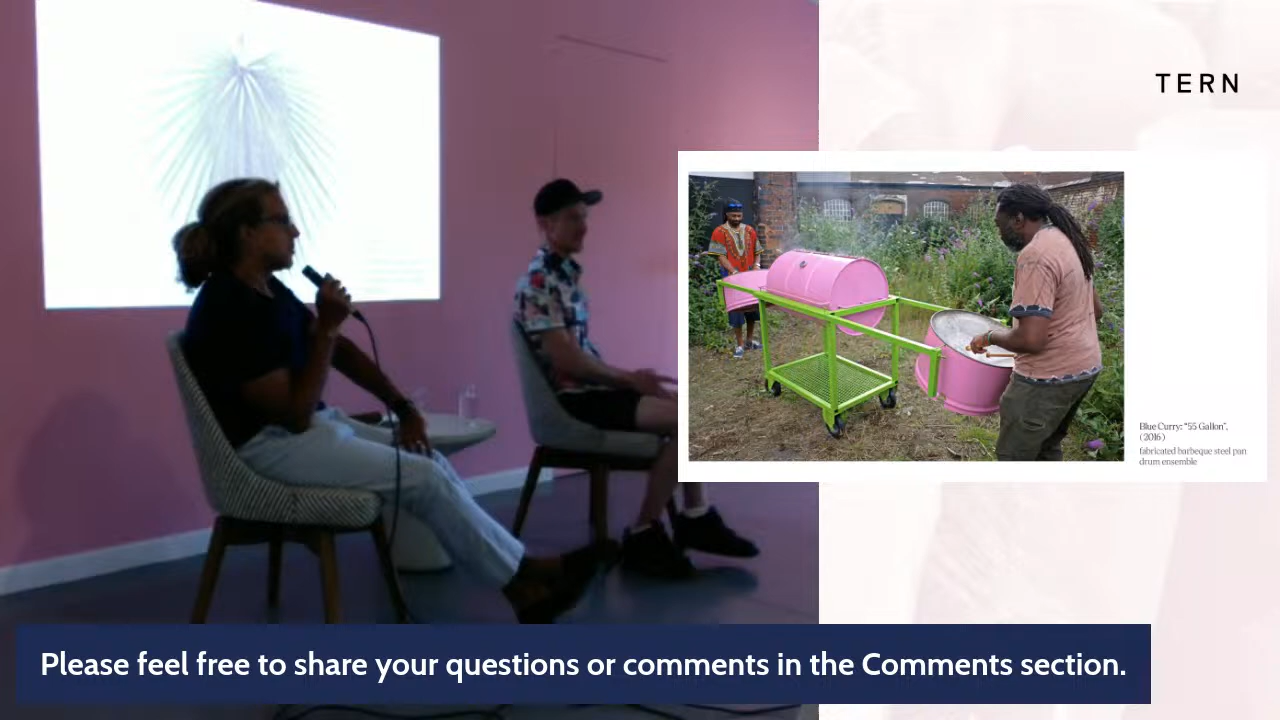 TERN
Blue Curry: "55 Gallon",
(2016)
fabricated barbeque steel pan
drum ensemble
Please feel free to share your questions or comments in the Comments section.